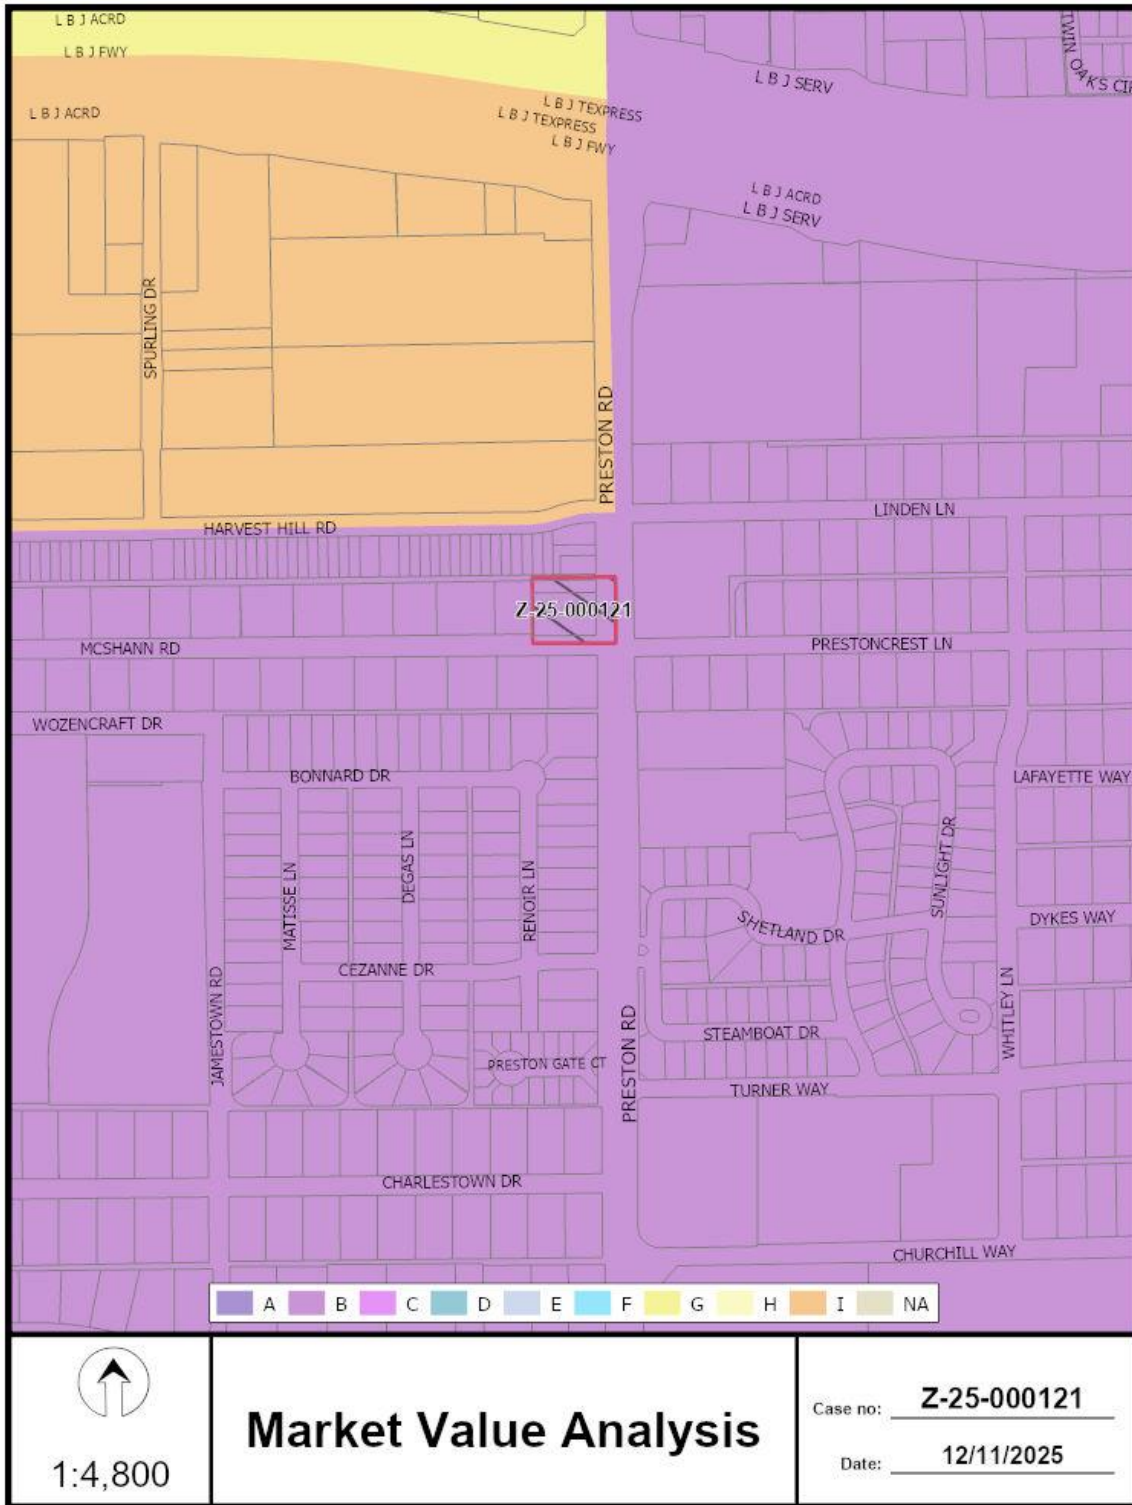 L B J ACRD
TWIN OAKS CIR
L B J FWY
L B J SERV
L B J TEXPRESS
L B J ACRD
L B J TEXPRESS
L B J FWY
L B J ACRD
L B J SERV
SPURLING DR
PRESTON RD
LINDEN LN
HARVEST HILL RD
Z-25-000121
MCSHANN RD
PRESTONCREST LN
WOZENCRAFT DR
BONNARD DR
LAFAYETTE WAY
MATISSE LN
DEGAS LN
RENOIR LN
SUNLIGHT DR
SHETLAND DR
DYKES WAY
CEZANNE DR
JAMESTOWN RD
PRESTON RD
WHITLEY LN
STEAMBOAT DR
PRESTON GATE CT
TURNER WAY
CHARLESTOWN DR
CHURCHILL WAY
A B C D E F G H I NA
1:4,800
Market Value Analysis
Case no: Z-25-000121
Date: 12/11/2025